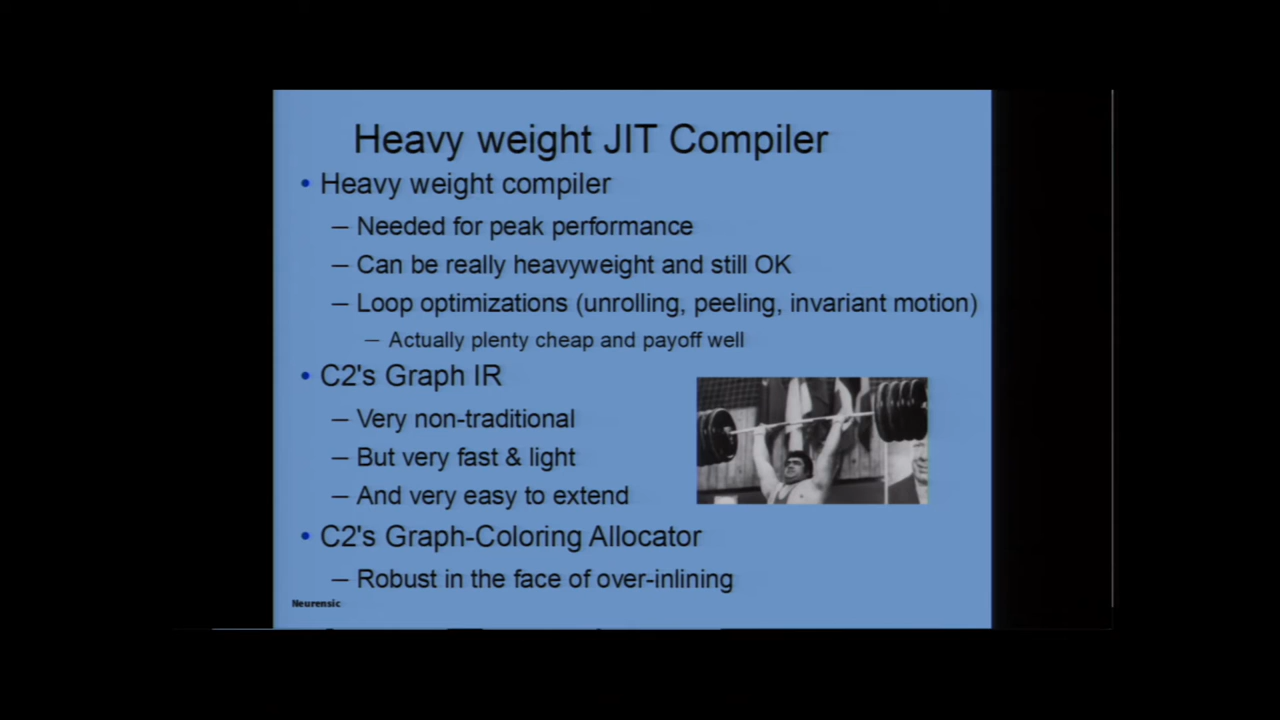 Heavy weight JIT Compiler
• Heavy weight compiler
– Needed for peak performance
– Can be really heavyweight and still OK
– Loop optimizations (unrolling, peeling, invariant motion)
– Actually plenty cheap and payoff well
• C2's Graph IR
– Very non-traditional
– But very fast & light
– And very easy to extend
• C2's Graph-Coloring Allocator
– Robust in the face of over-inlining
Neurensic